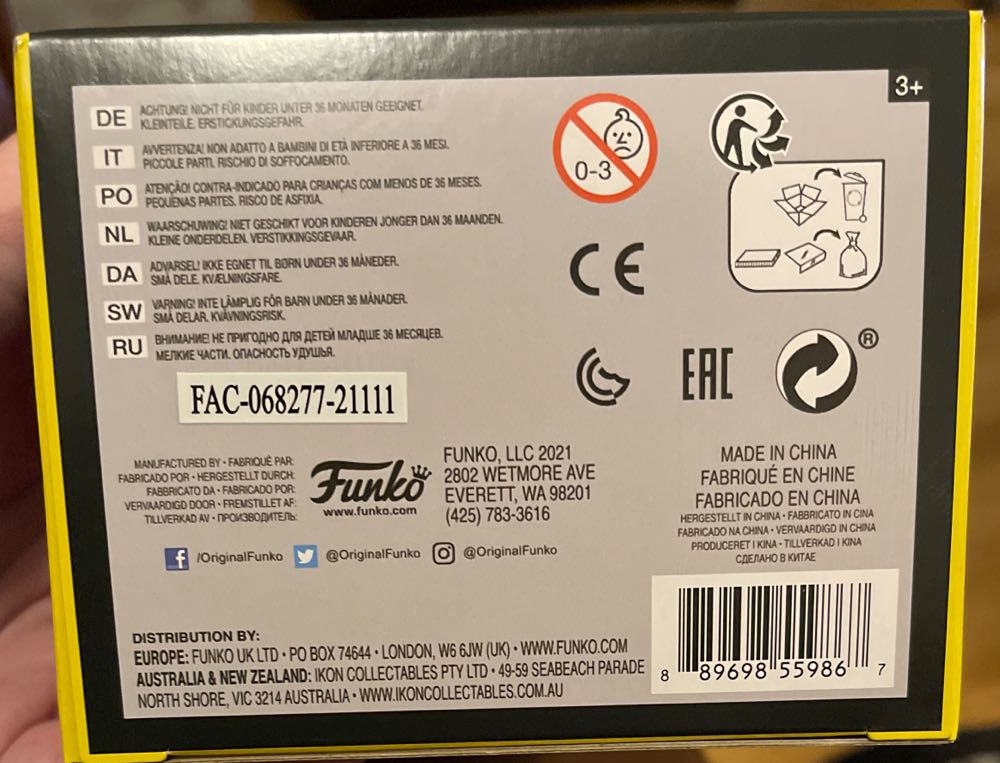 3+
DE ACHTUNG! NICHT FÜR KINDER UNTER 36 MONATEN GEEIGNET.
KLEINTEILE. ERSTICKUNGSGEFAHR.
IT AVVERTENZA! NON ADATTO A BAMBINI DI ETÀ INFERIORE A 36 MESI.
PICCOLE PARTI. RISCHIO DI SOFFOCAMENTO.
PO ATENÇÃO! CONTRA-INDICADO PARA CRIANÇAS COM MENOS DE 36 MESES.
PEQUENAS PARTES. RISCO DE ASFIXIA.
NL WAARSCHUWING! NIET GESCHIKT VOOR KINDEREN JONGER DAN 36 MAANDEN.
KLEINE ONDERDELEN. VERSTIKKINGSGEVAAR.
DA ADVARSEL! IKKE EGNET TIL BØRN UNDER 36 MÅNEDER.
SMÅ DELE. KVÆLNINGSFARE.
SW VARNING! INTE LÄMPLIG FÖR BARN UNDER 36 MÅNADER.
SMÅ DELAR. KVÄVNINGSRISK.
RU ВНИМАНИЕ! НЕ ПРИГОДНО ДЛЯ ДЕТЕЙ МЛАДШЕ 36 МЕСЯЦЕВ.
МЕЛКИЕ ЧАСТИ. ОПАСНОСТЬ УДУШЬЯ.
0-3
CE
EAC
®
FAC-068277-21111
MANUFACTURED BY • FABRIQUÉ PAR:
FABRICADO POR • HERGESTELLT DURCH:
FABBRICATO DA • FABRICADO POR:
VERVAARDIGD DOOR • FREMSTILLET AF:
TILLVERKAD AV • ПРОИЗВОДИТЕЛЬ:
Funko
www.funko.com
FUNKO, LLC 2021
2802 WETMORE AVE
EVERETT, WA 98201
(425) 783-3616
MADE IN CHINA
FABRIQUÉ EN CHINE
FABRICADO EN CHINA
HERGESTELLT IN CHINA • FABBRICATO IN CINA
FABRICADO NA CHINA • VERVAARDIGD IN CHINA
PRODUCERET I KINA • TILLVERKAD I KINA
СДЕЛАНО В КИТАЕ
f /OriginalFunko @OriginalFunko @OriginalFunko
DISTRIBUTION BY:
EUROPE: FUNKO UK LTD • PO BOX 74644 • LONDON, W6 6JW (UK) • WWW.FUNKO.COM
AUSTRALIA & NEW ZEALAND: IKON COLLECTABLES PTY LTD • 49-59 SEABEACH PARADE
NORTH SHORE, VIC 3214 AUSTRALIA • WWW.IKONCOLLECTABLES.COM.AU
8 89698 55986 7